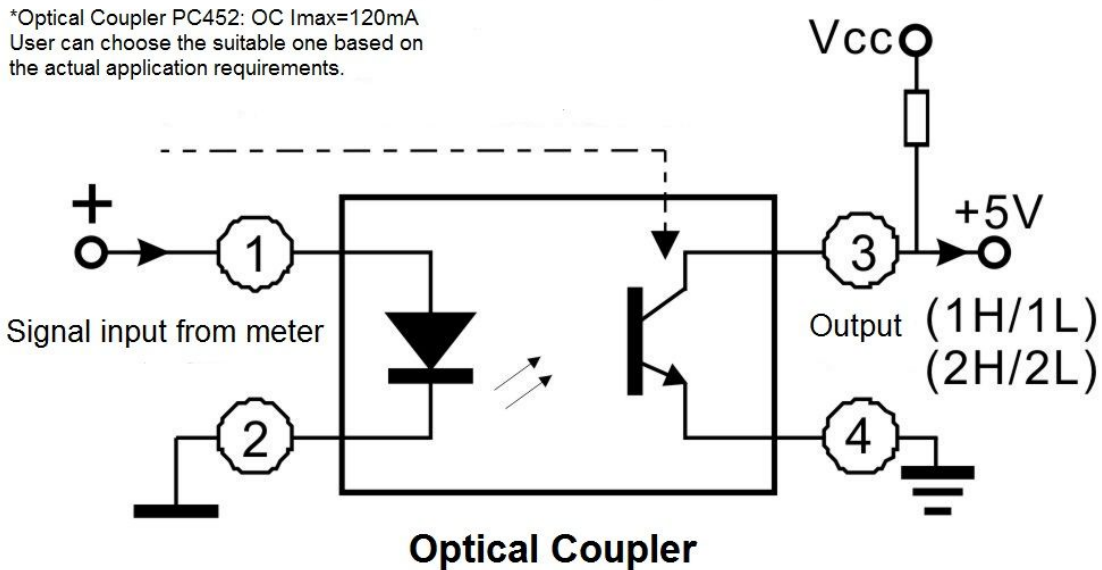 *Optical Coupler PC452: OC Imax=120mA
User can choose the suitable one based on
the actual application requirements.
Vcc
+
1
3
+5V
Signal input from meter
Output (1H/1L)
(2H/2L)
2
4
Optical Coupler